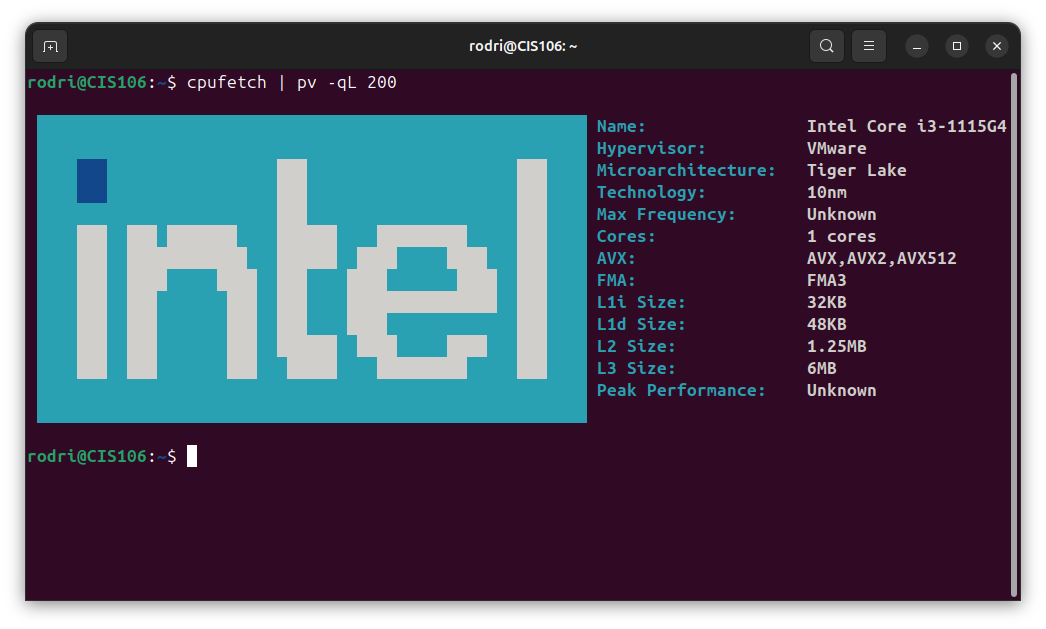 rodri@CIS106: ~
rodri@CIS106:~$ cpufetch | pv -qL 200
intel
Name: Intel Core i3-1115G4
Hypervisor: VMware
Microarchitecture: Tiger Lake
Technology: 10nm
Max Frequency: Unknown
Cores: 1 cores
AVX: AVX,AVX2,AVX512
FMA: FMA3
L1i Size: 32KB
L1d Size: 48KB
L2 Size: 1.25MB
L3 Size: 6MB
Peak Performance: Unknown
rodri@CIS106:~$